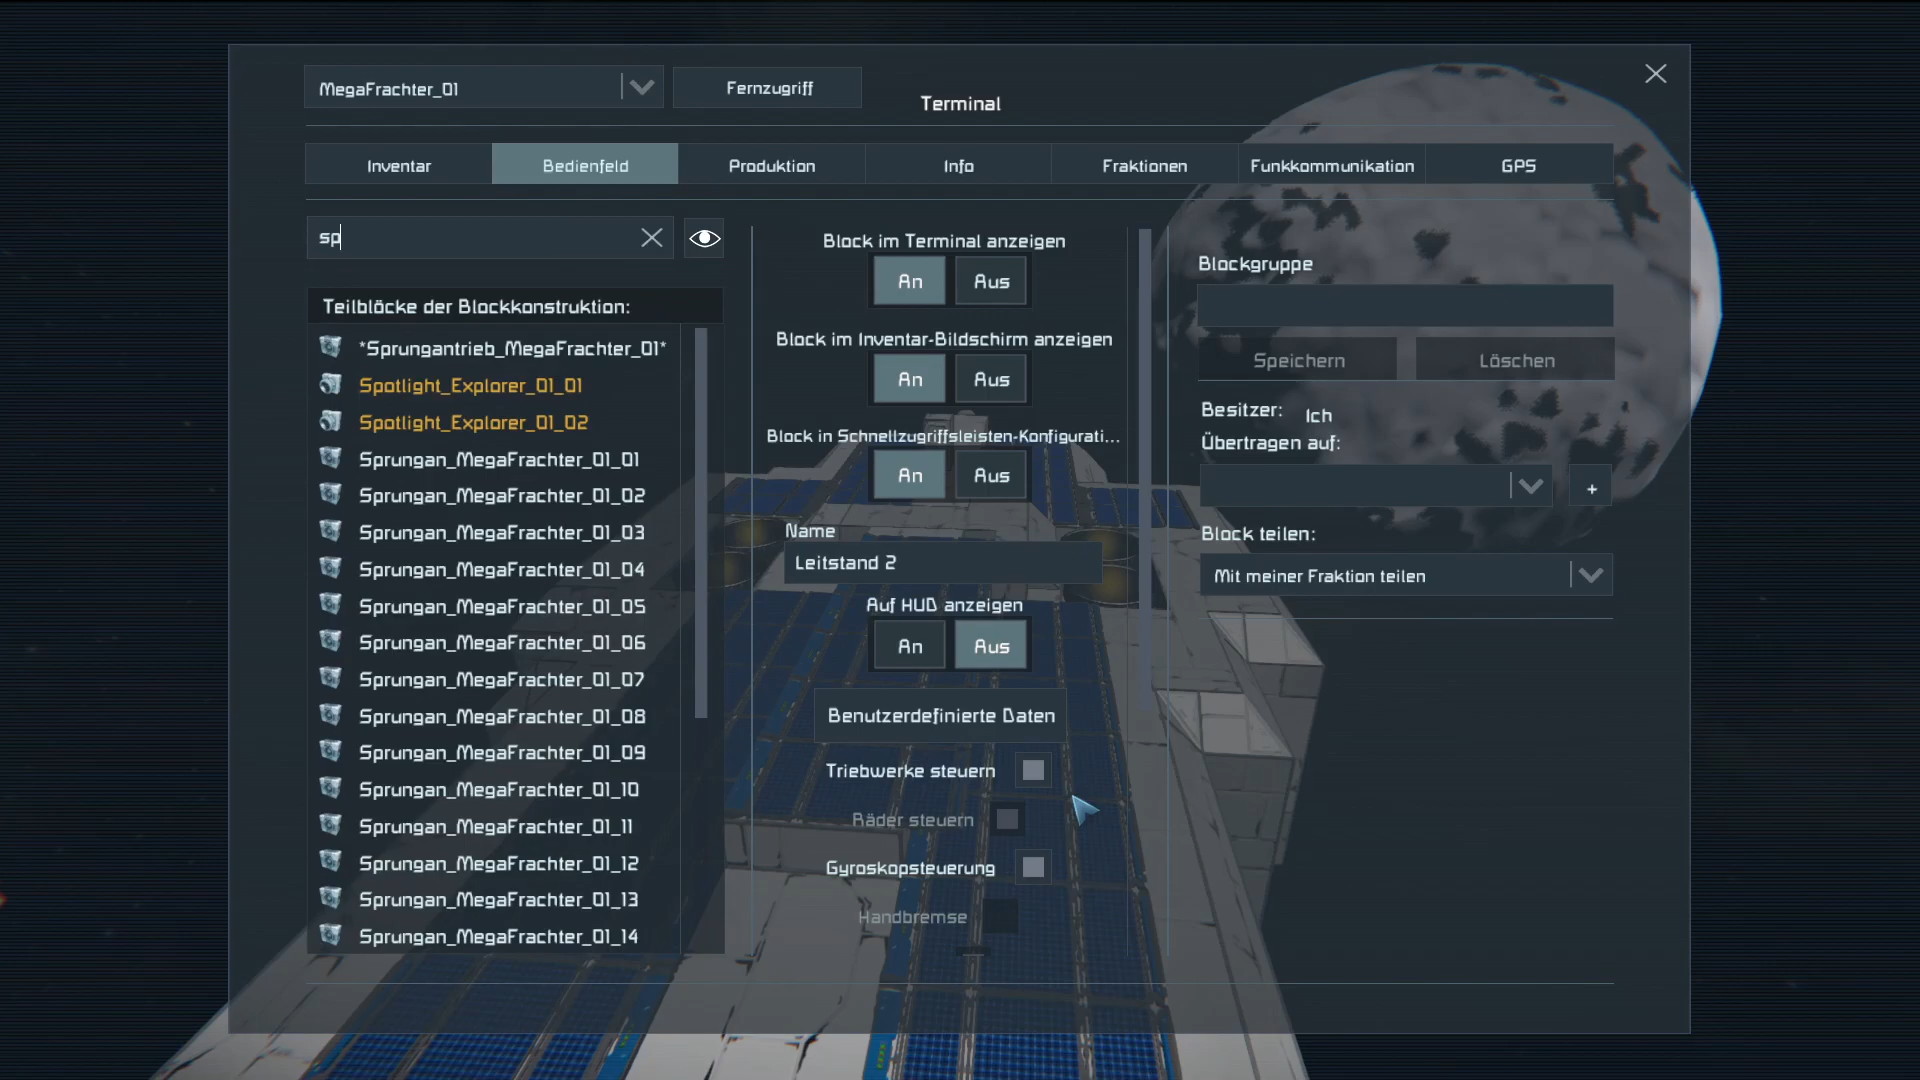 MegaFrachter_01
Fernzugriff
Terminal
Inventar
Bedienfeld
Produktion
Info
Fraktionen
Funkkommunikation
GPS
sp
Teilblöcke der Blockkonstruktion:
*Sprungantrieb_MegaFrachter_01*
Spotlight_Explorer_01_01
Spotlight_Explorer_01_02
Sprungan_MegaFrachter_01_01
Sprungan_MegaFrachter_01_02
Sprungan_MegaFrachter_01_03
Sprungan_MegaFrachter_01_04
Sprungan_MegaFrachter_01_05
Sprungan_MegaFrachter_01_06
Sprungan_MegaFrachter_01_07
Sprungan_MegaFrachter_01_08
Sprungan_MegaFrachter_01_09
Sprungan_MegaFrachter_01_10
Sprungan_MegaFrachter_01_11
Sprungan_MegaFrachter_01_12
Sprungan_MegaFrachter_01_13
Sprungan_MegaFrachter_01_14
Block im Terminal anzeigen
An Aus
Block im Inventar-Bildschirm anzeigen
An Aus
Block in Schnellzugriffsleisten-Konfigurati...
An Aus
Name
Leitstand 2
Auf HUD anzeigen
An Aus
Benutzerdefinierte Daten
Triebwerke steuern
Räder steuern
Gyroskopsteuerung
Handbremse
Blockgruppe
Speichern Löschen
Besitzer: Ich
Übertragen auf:
+
Block teilen:
Mit meiner Fraktion teilen